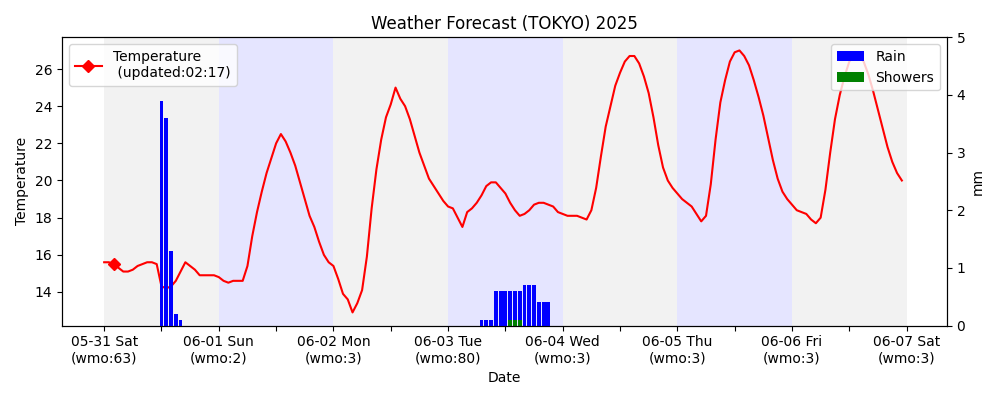 Weather Forecast (TOKYO) 2025
Temperature
(updated:02:17)
Rain
Showers
Temperature
26
24
22
20
18
16
14
5
4
3
2
1
0
mm
05-31 Sat
(wmo:63)
06-01 Sun
(wmo:2)
06-02 Mon
(wmo:3)
06-03 Tue
(wmo:80)
06-04 Wed
(wmo:3)
06-05 Thu
(wmo:3)
06-06 Fri
(wmo:3)
06-07 Sat
(wmo:3)
Date